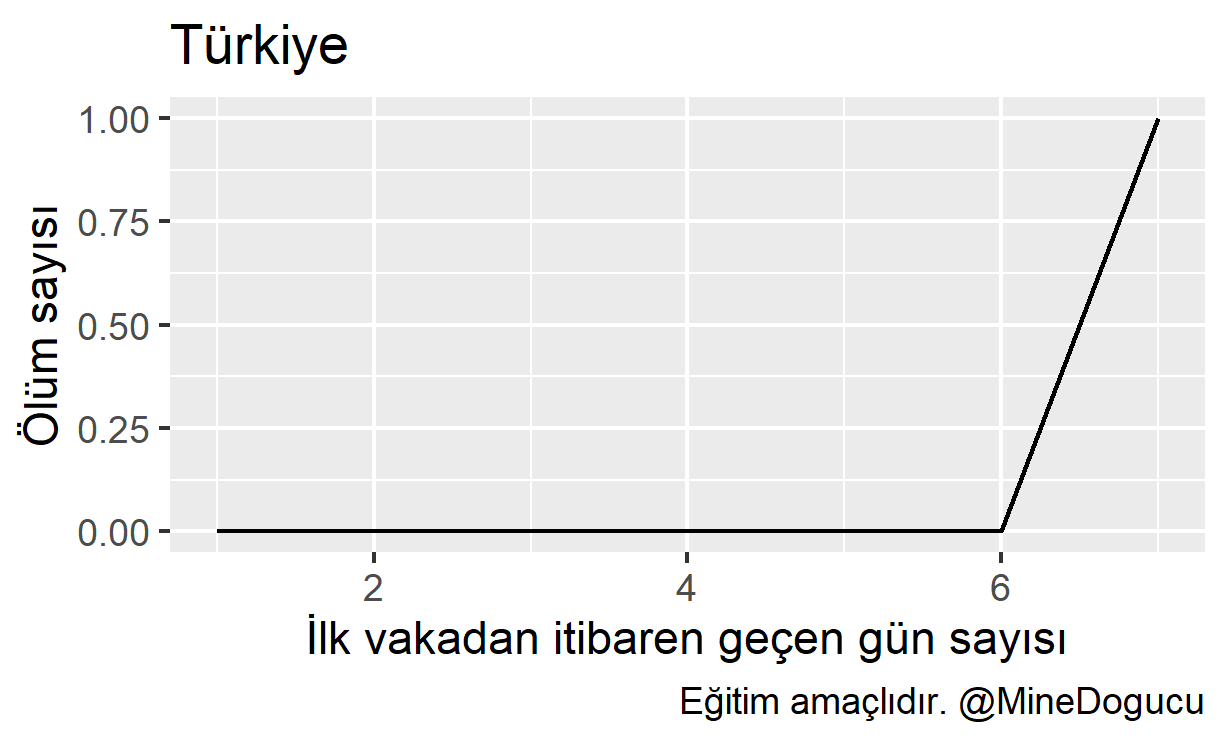 Türkiye
1.00
0.75
0.50
0.25
0.00
Ölüm sayısı
2 4 6
İlk vakadan itibaren geçen gün sayısı
Eğitim amaçlıdır. @MineDogucu